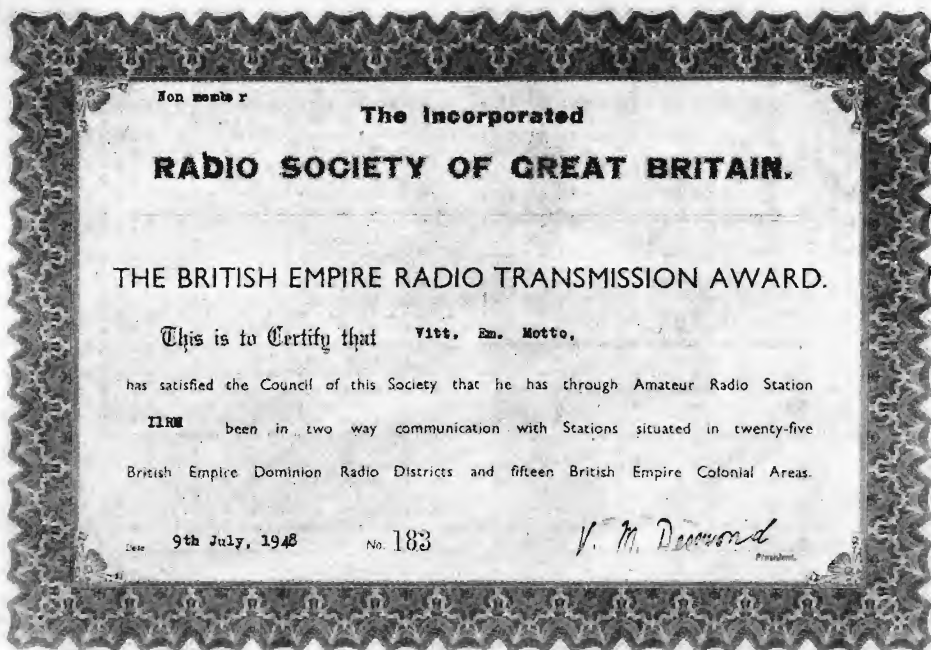 Non member
The Incorporated
RADIO SOCIETY OF GREAT BRITAIN.
THE BRITISH EMPIRE RADIO TRANSMISSION AWARD.
This is to Certify that Vitt. Em. Motto,
has satisfied the Council of this Society that he has through Amateur Radio Station
I1RM been in two way communication with Stations situated in twenty-five
British Empire Dominion Radio Districts and fifteen British Empire Colonial Areas.
Date 9th July, 1948 No. 183 V. M. Desmond
President.